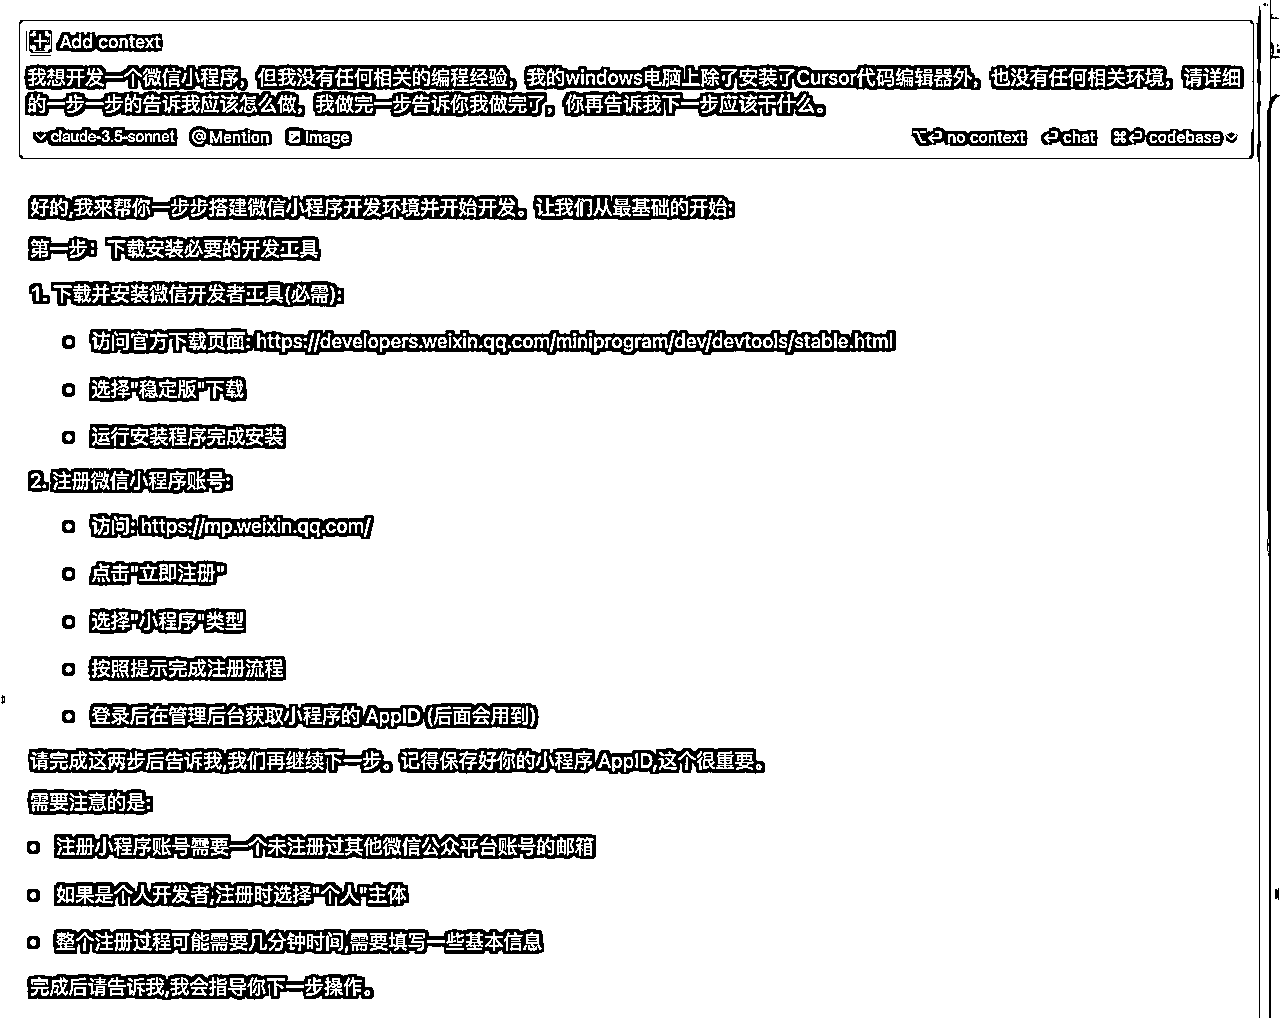 Add context
我想开发一个微信小程序，但我没有任何相关的编程经验，我的windows电脑上除了安装了Cursor代码编辑器外，也没有任何相关环境，请详细
的一步一步的告诉我应该怎么做，我做完一步告诉你我做完了，你再告诉我下一步应该干什么。
claude-3.5-sonnet @ Mention Image ⌥⏎ no context ⏎ chat ⌘⏎ codebase
好的,我来帮你一步步搭建微信小程序开发环境并开始开发。让我们从最基础的开始:
第一步：下载安装必要的开发工具
1. 下载并安装微信开发者工具(必需):
访问官方下载页面: https://developers.weixin.qq.com/miniprogram/dev/devtools/stable.html
选择"稳定版"下载
运行安装程序完成安装
2. 注册微信小程序账号:
访问: https://mp.weixin.qq.com/
点击"立即注册"
选择"小程序"类型
按照提示完成注册流程
登录后在管理后台获取小程序的 AppID (后面会用到)
请完成这两步后告诉我,我们再继续下一步。记得保存好你的小程序 AppID,这个很重要。
需要注意的是:
注册小程序账号需要一个未注册过其他微信公众平台账号的邮箱
如果是个人开发者,注册时选择"个人"主体
整个注册过程可能需要几分钟时间,需要填写一些基本信息
完成后请告诉我,我会指导你下一步操作。